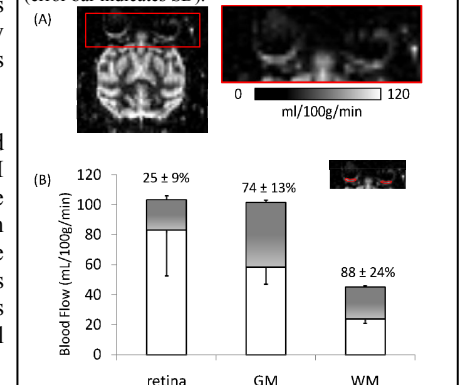 (error bar indicates SD).
(A)
0 120
ml/100g/min
(B)
25 ± 9%
74 ± 13%
88 ± 24%
Blood Flow (mL/100g/min)
120
100
80
60
40
20
0
retina GM WM